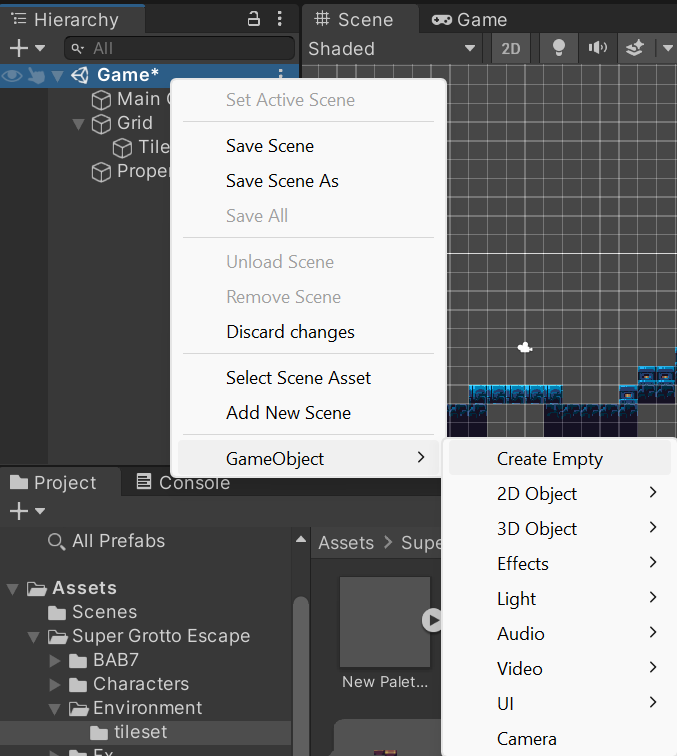 Hierarchy
Scene
Game
All
Shaded
2D
Game*
Main
Grid
Tile
Proper
Set Active Scene
Save Scene
Save Scene As
Save All
Unload Scene
Remove Scene
Discard changes
Select Scene Asset
Add New Scene
GameObject
Create Empty
2D Object
3D Object
Effects
Light
Audio
Video
UI
Camera
Project
Console
All Prefabs
Assets
Scenes
Super Grotto Escape
BAB7
Characters
Environment
tileset
Fx
Assets > Supe
New Palet...